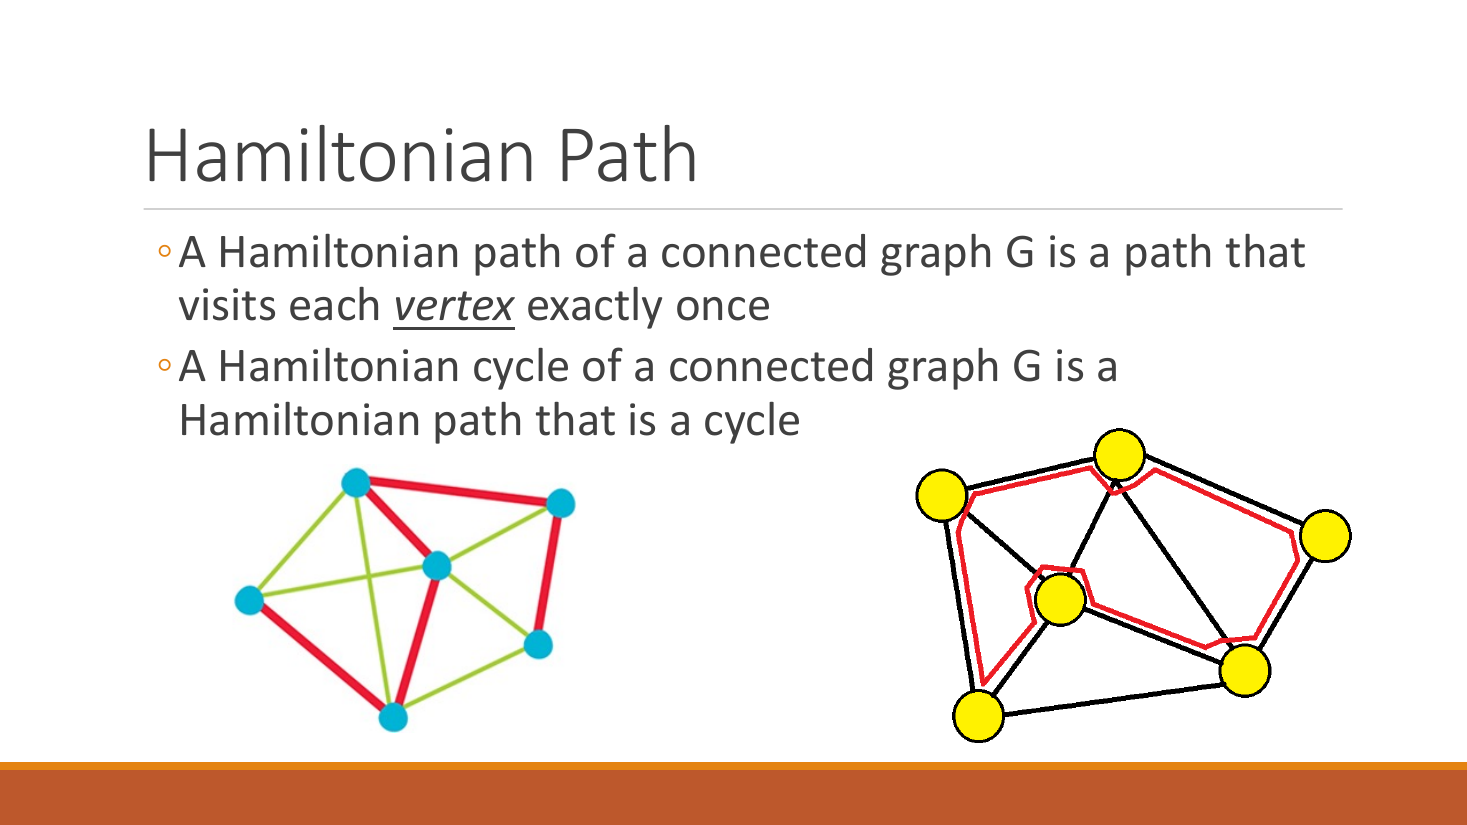 Hamiltonian Path
◦A Hamiltonian path of a connected graph G is a path that
visits each vertex exactly once
◦A Hamiltonian cycle of a connected graph G is a
Hamiltonian path that is a cycle